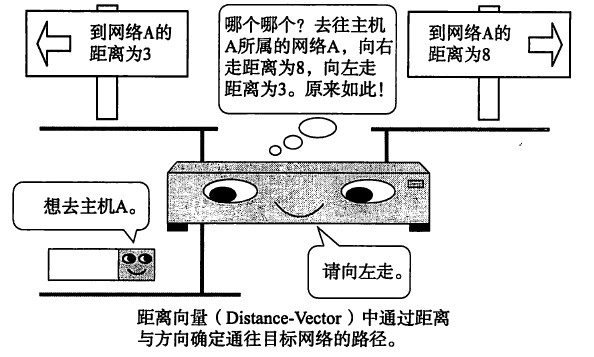 到网络A的
距离为3
哪个哪个？去往主机
A所属的网络A，向右
走距离为8，向左走
距离为3。原来如此！
到网络A的
距离为8
想去主机A。
请向左走。
距离向量（Distance-Vector）中通过距离
与方向确定通往目标网络的路径。